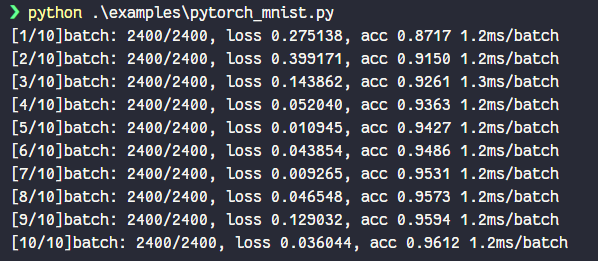 ❯ python .\examples\pytorch_mnist.py
[1/10]batch: 2400/2400, loss 0.275138, acc 0.8717 1.2ms/batch
[2/10]batch: 2400/2400, loss 0.399171, acc 0.9150 1.2ms/batch
[3/10]batch: 2400/2400, loss 0.143862, acc 0.9261 1.3ms/batch
[4/10]batch: 2400/2400, loss 0.052040, acc 0.9363 1.2ms/batch
[5/10]batch: 2400/2400, loss 0.010945, acc 0.9427 1.2ms/batch
[6/10]batch: 2400/2400, loss 0.043854, acc 0.9486 1.2ms/batch
[7/10]batch: 2400/2400, loss 0.009265, acc 0.9531 1.2ms/batch
[8/10]batch: 2400/2400, loss 0.046548, acc 0.9573 1.2ms/batch
[9/10]batch: 2400/2400, loss 0.129032, acc 0.9594 1.2ms/batch
[10/10]batch: 2400/2400, loss 0.036044, acc 0.9612 1.2ms/batch